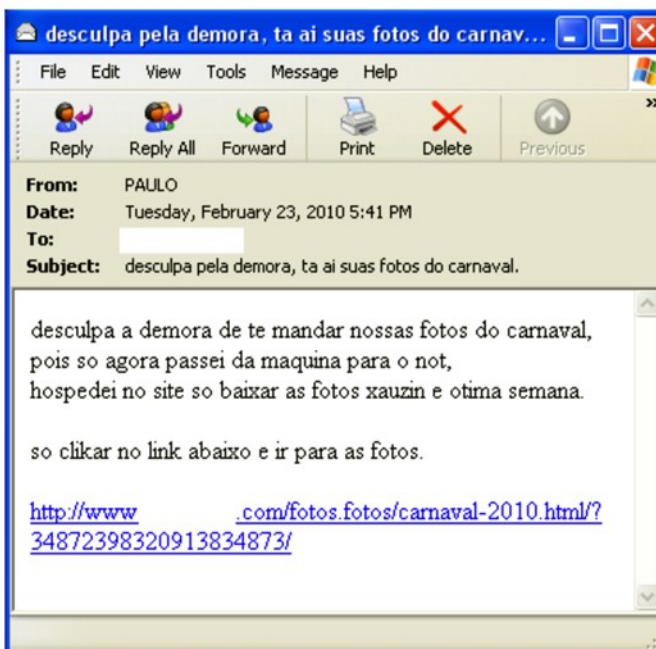 desculpa pela demora, ta ai suas fotos do carnav...
File Edit View Tools Message Help
Reply Reply All Forward Print Delete Previous
From: PAULO
Date: Tuesday, February 23, 2010 5:41 PM
To:
Subject: desculpa pela demora, ta ai suas fotos do carnaval.
desculpa a demora de te mandar nossas fotos do carnaval,
pois so agora passei da maquina para o not,
hospedei no site so baixar as fotos xauzin e otima semana.
so clikar no link abaixo e ir para as fotos.
http://www .com/fotos.fotos/carnaval-2010.html/?
34872398320913834873/